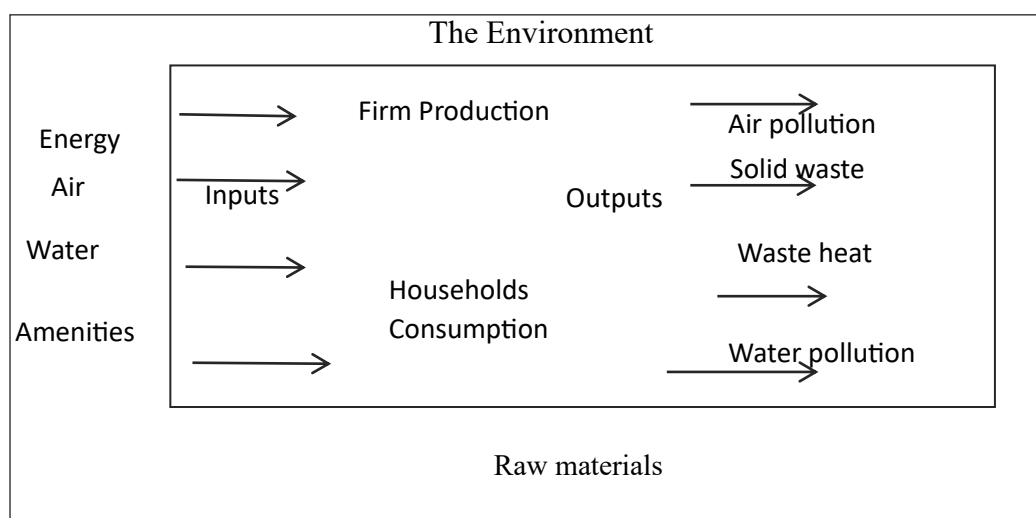 The Environment
Firm Production
Air pollution
Energy
Solid waste
Air
Inputs
Outputs
Water
Waste heat
Households
Consumption
Amenities
Water pollution
Raw materials